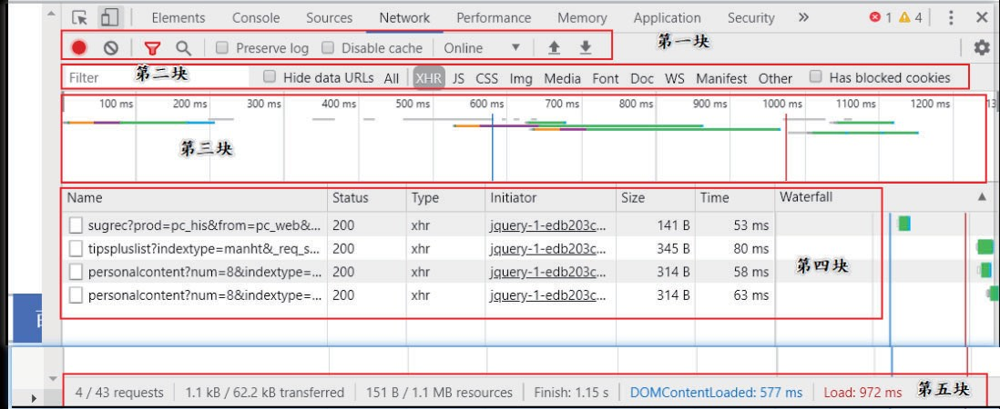 Elements Console Sources Network Performance Memory Application Security » 1 4
Preserve log Disable cache Online 第一块
Filter 第二块 Hide data URLs All XHR JS CSS Img Media Font Doc WS Manifest Other Has blocked cookies
100 ms 200 ms 300 ms 400 ms 500 ms 600 ms 700 ms 800 ms 900 ms 1000 ms 1100 ms 1200 ms 13
第三块
Name Status Type Initiator Size Time Waterfall
sugrec?prod=pc_his&from=pc_web&... 200 xhr jquery-1-edb203c... 141 B 53 ms
tipspluslist?indextype=manht&_req_s... 200 xhr jquery-1-edb203c... 345 B 80 ms
personalcontent?num=8&indextype=... 200 xhr jquery-1-edb203c... 314 B 58 ms
第四块
personalcontent?num=8&indextype=... 200 xhr jquery-1-edb203c... 314 B 63 ms
4 / 43 requests 1.1 kB / 62.2 kB transferred 151 B / 1.1 MB resources Finish: 1.15 s DOMContentLoaded: 577 ms Load: 972 ms 第五块